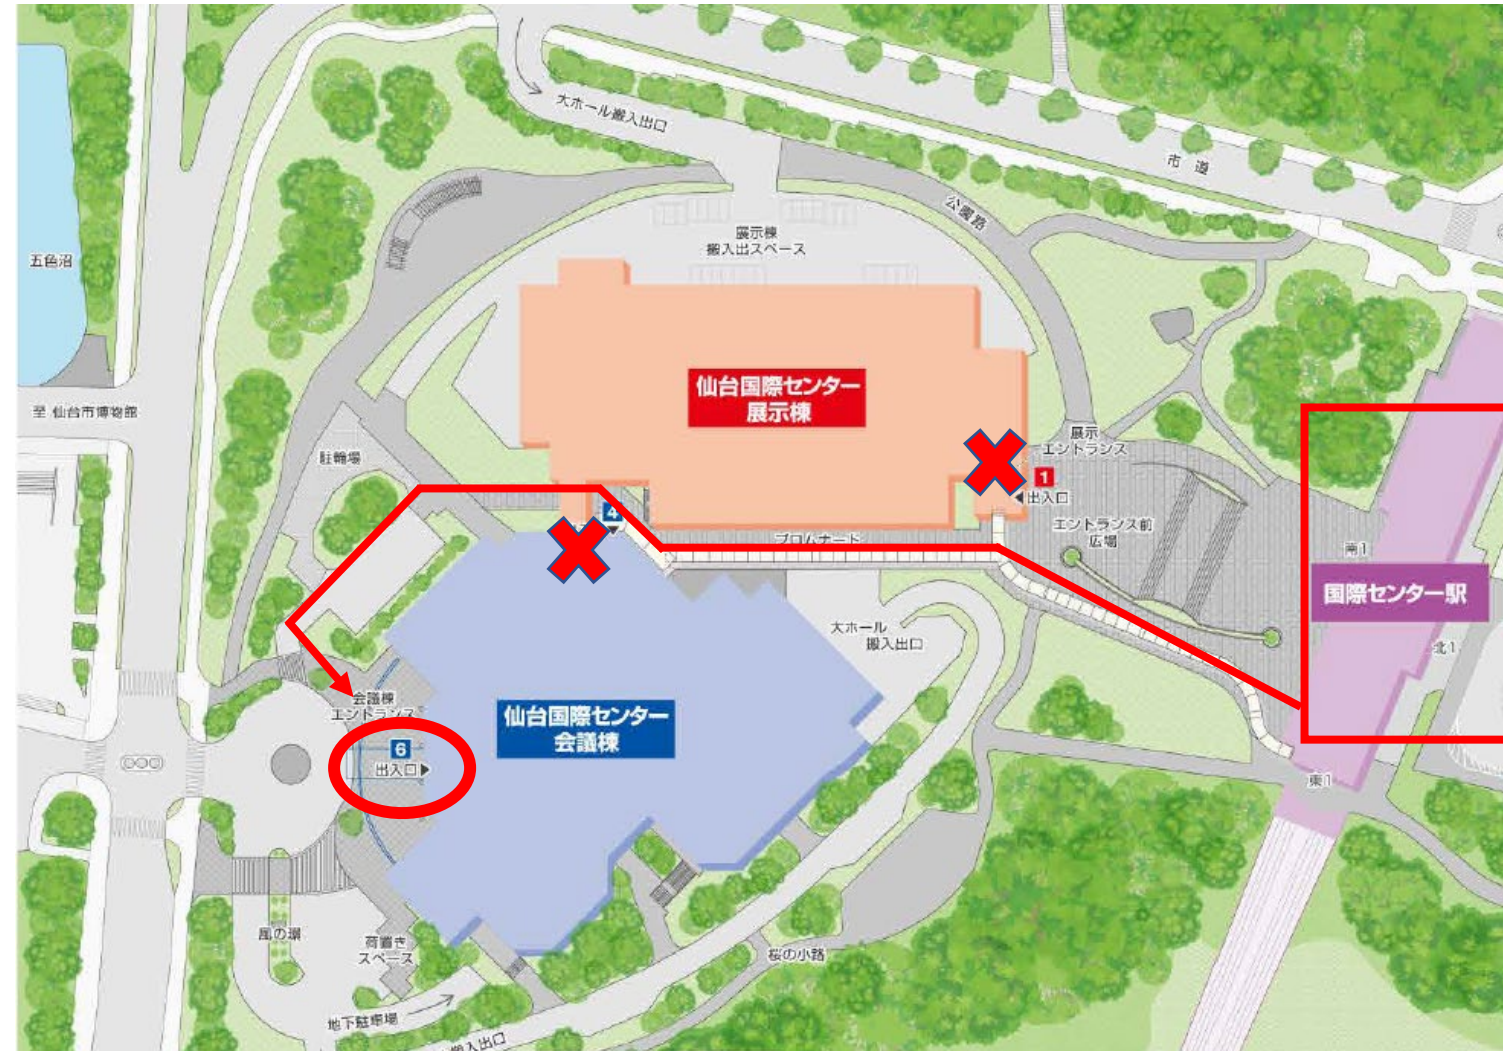 大ホール搬入出口
市 道
公園路
展示棟
搬入出スペース
五色沼
仙台国際センター
展示棟
至 仙台市博物館
駐輪場
展示
エントランス
1
出入口
4
エントランス前
広場
プロムナード
南1
国際センター駅
北1
大ホール
搬入出口
会議棟
エントランス
仙台国際センター
会議棟
6
出入口
東1
風の環
荷置き
スペース
桜の小路
地下駐車場
搬入出口